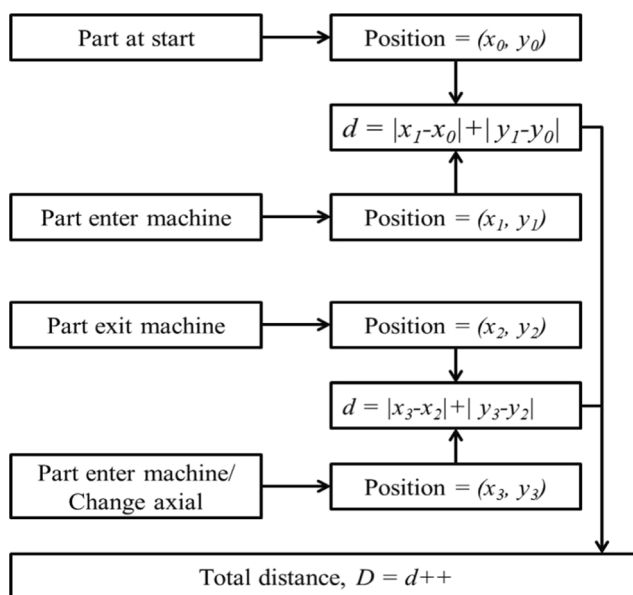 Part at start
Position = (x₀, y₀)
d = |x₁-x₀|+| y₁-y₀|
Part enter machine
Position = (x₁, y₁)
Part exit machine
Position = (x₂, y₂)
d = |x₃-x₂|+| y₃-y₂|
Part enter machine/
Change axial
Position = (x₃, y₃)
Total distance, D = d++